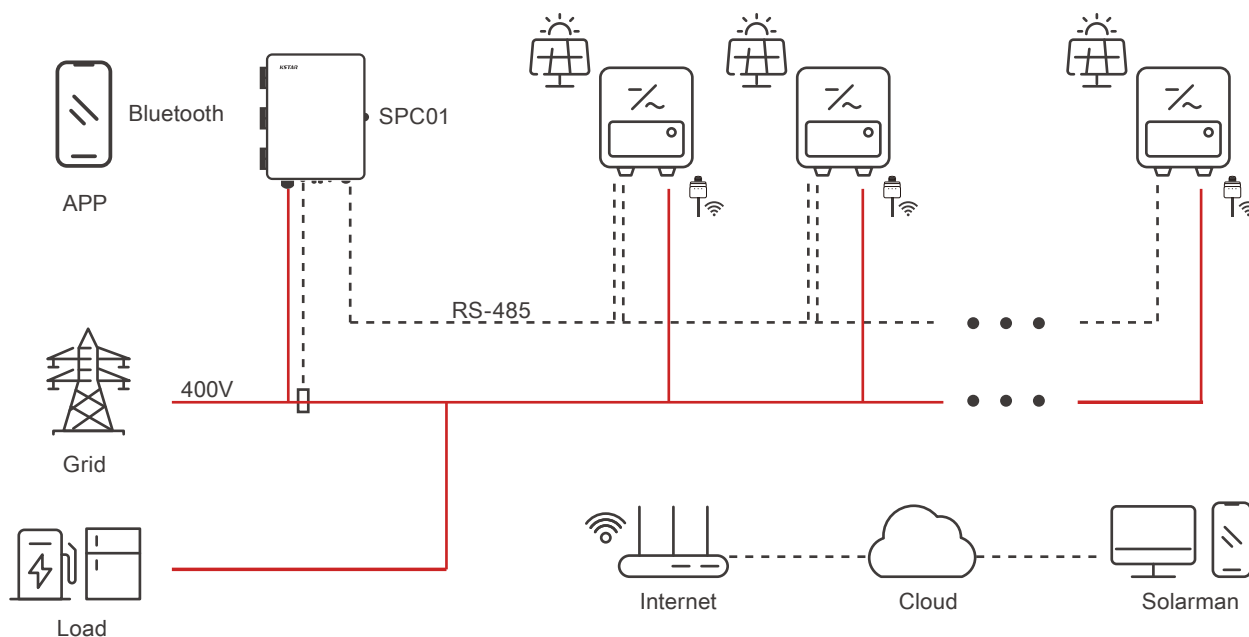 KSTAR
Bluetooth
SPC01
APP
RS-485
400V
Grid
Load
Internet
Cloud
Solarman